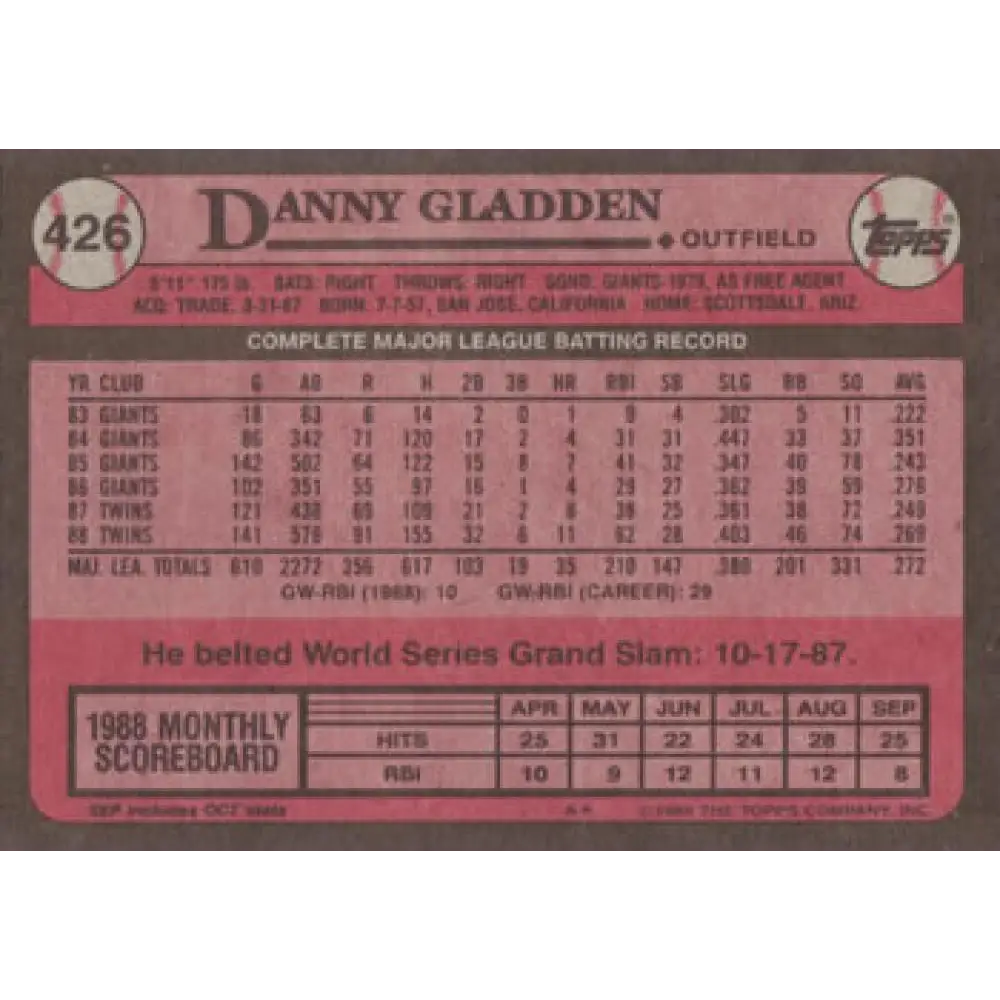 426 DANNY GLADDEN OUTFIELD Topps®
5'11" 175 lb. BATS: RIGHT THROWS: RIGHT SGND: GIANTS-1979, AS FREE AGENT
ACQ: TRADE, 3-31-87 BORN: 7-7-57, SAN JOSE, CALIFORNIA HOME: SCOTTSDALE, ARIZ.
COMPLETE MAJOR LEAGUE BATTING RECORD
YR CLUB G AB R H 2B 3B HR RBI SB SLG BB SO AVG
83 GIANTS 18 63 6 14 2 0 1 9 4 .302 5 11 .222
84 GIANTS 86 342 71 120 17 2 4 31 31 .447 33 37 .351
85 GIANTS 142 502 64 122 15 8 7 41 32 .347 40 78 .243
86 GIANTS 102 351 55 97 16 1 4 29 27 .362 39 59 .276
87 TWINS 121 438 69 109 21 2 8 38 25 .361 38 72 .249
88 TWINS 141 576 91 155 32 6 11 62 28 .403 46 74 .269
MAJ. LEA. TOTALS 610 2272 356 617 103 19 35 210 147 .380 201 331 .272
GW-RBI (1988): 10 GW-RBI (CAREER): 29
He belted World Series Grand Slam: 10-17-87.
1988 MONTHLY
SCOREBOARD
APR MAY JUN JUL AUG SEP
HITS 25 31 22 24 28 25
RBI 10 9 12 11 12 8
SEP includes OCT stats A* © 1989 THE TOPPS COMPANY, INC.